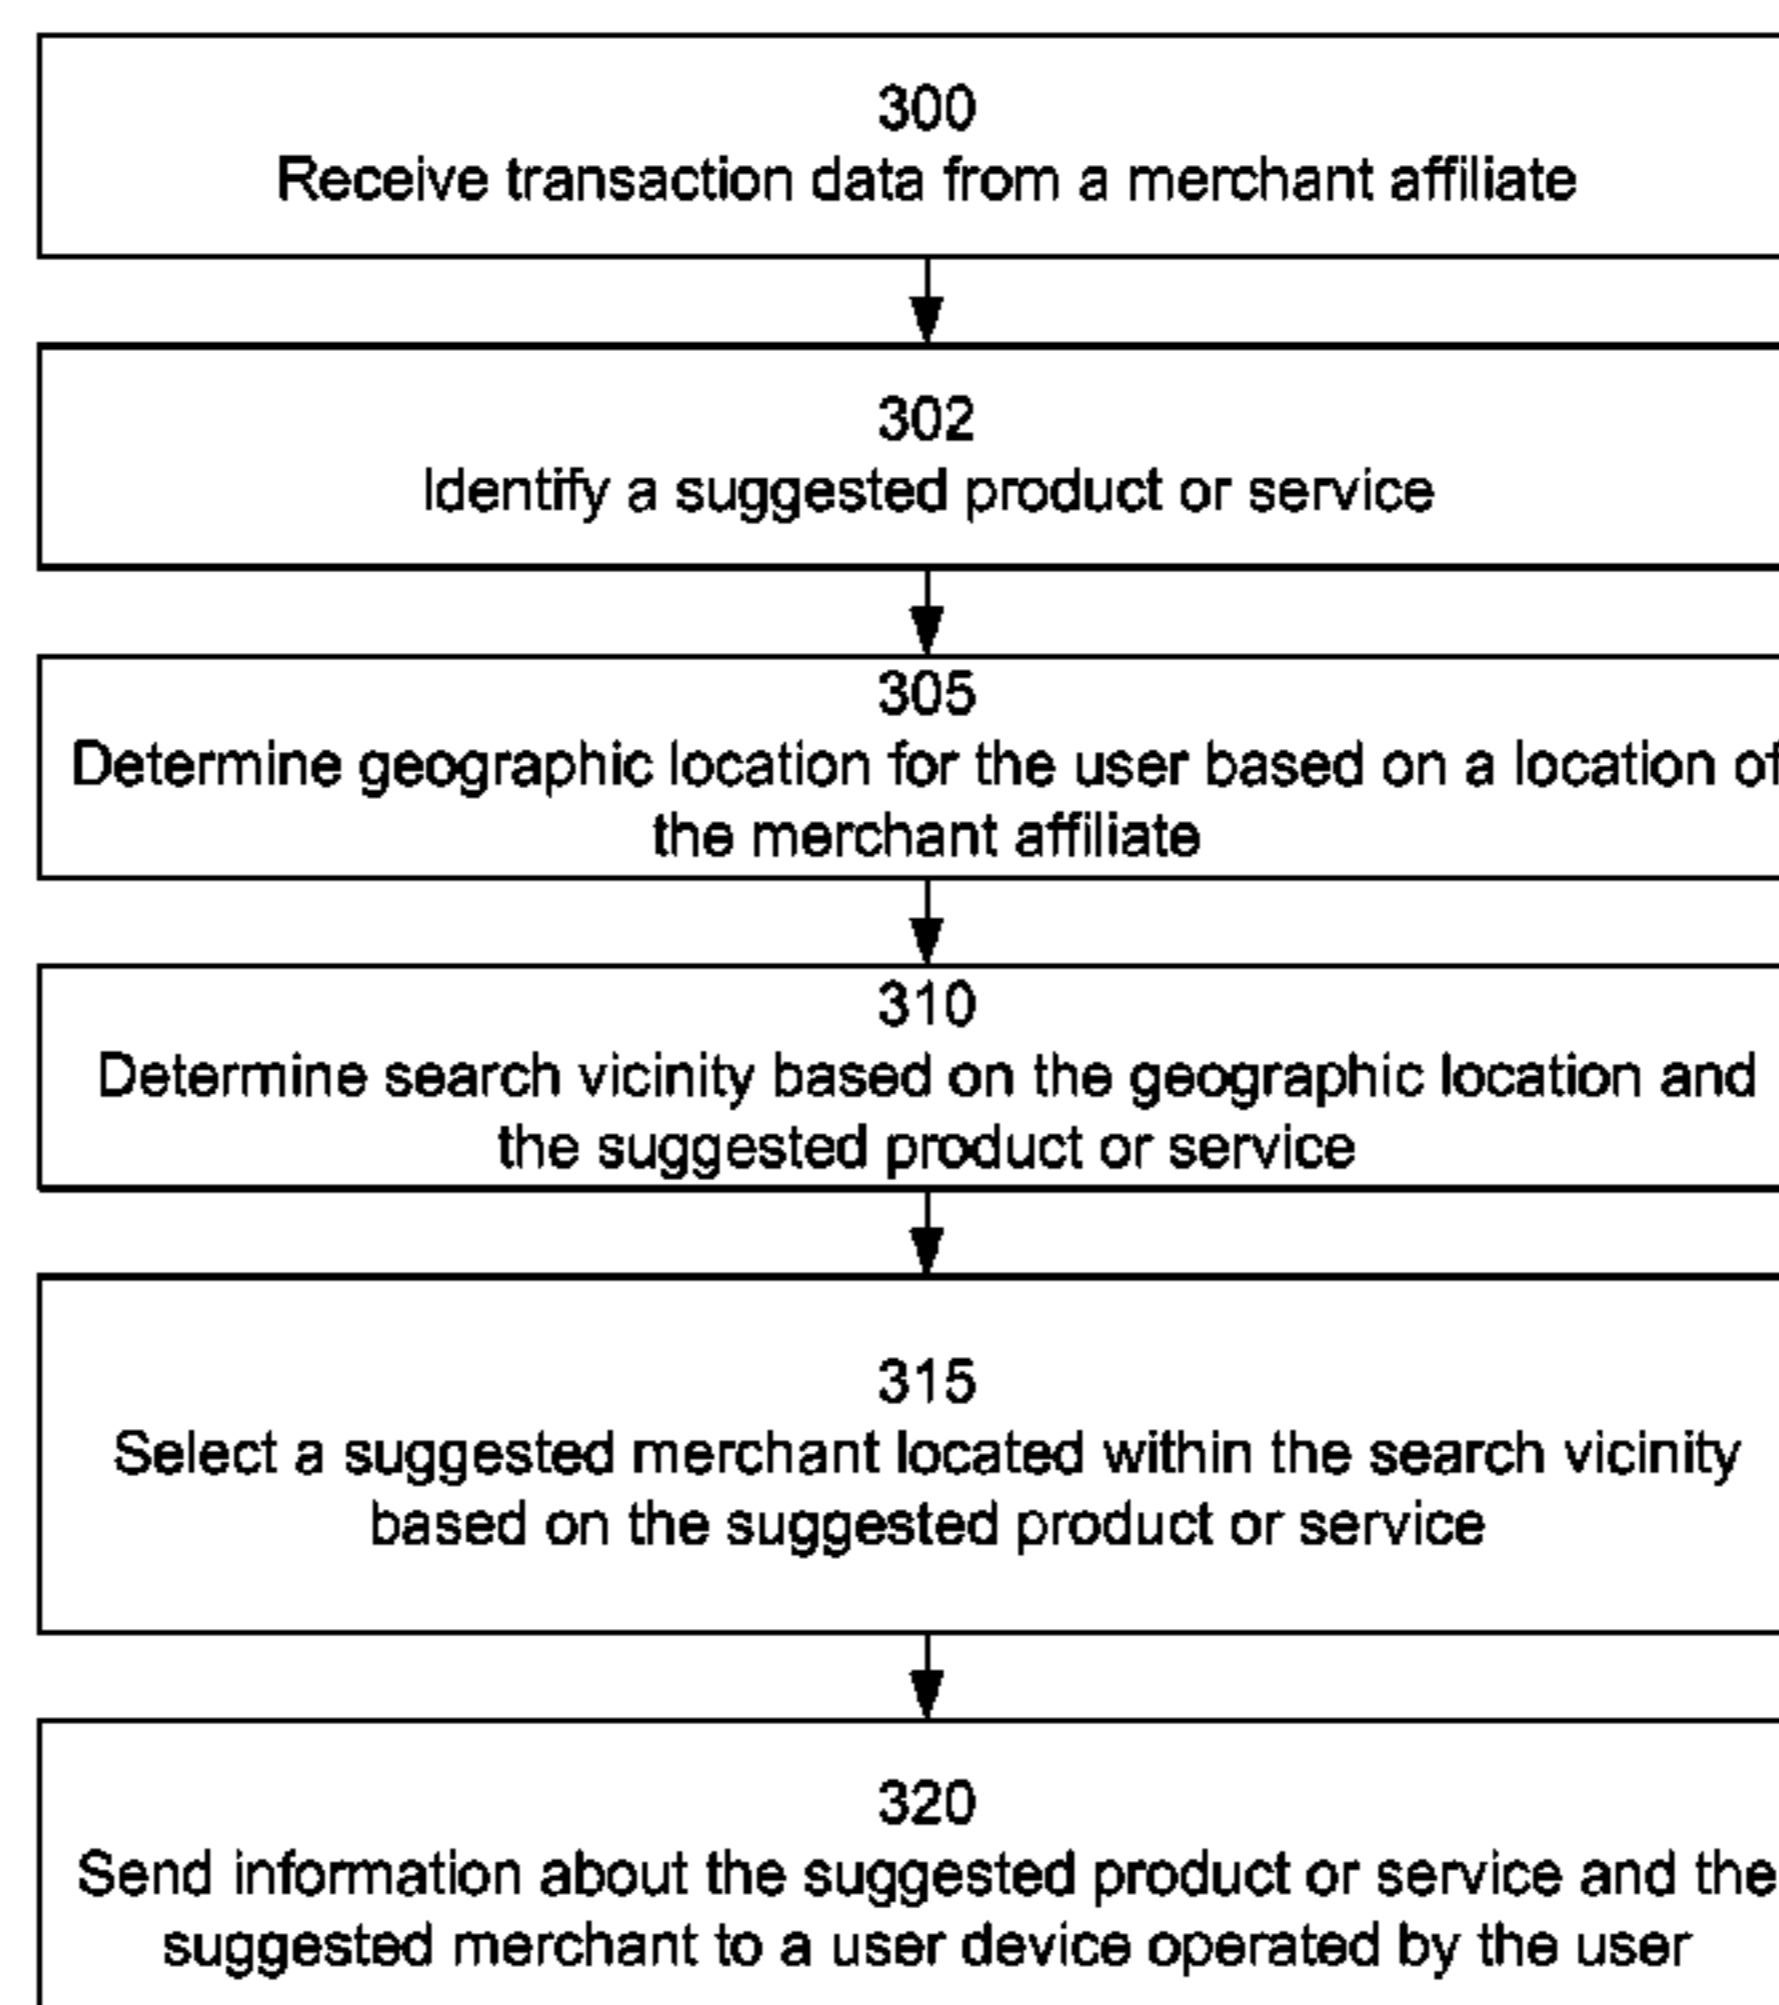 300
Receive transaction data from a merchant affiliate
302
Identify a suggested product or service
305
Determine geographic location for the user based on a location of
the merchant affiliate
310
Determine search vicinity based on the geographic location and
the suggested product or service
315
Select a suggested merchant located within the search vicinity
based on the suggested product or service
320
Send information about the suggested product or service and the
suggested merchant to a user device operated by the user